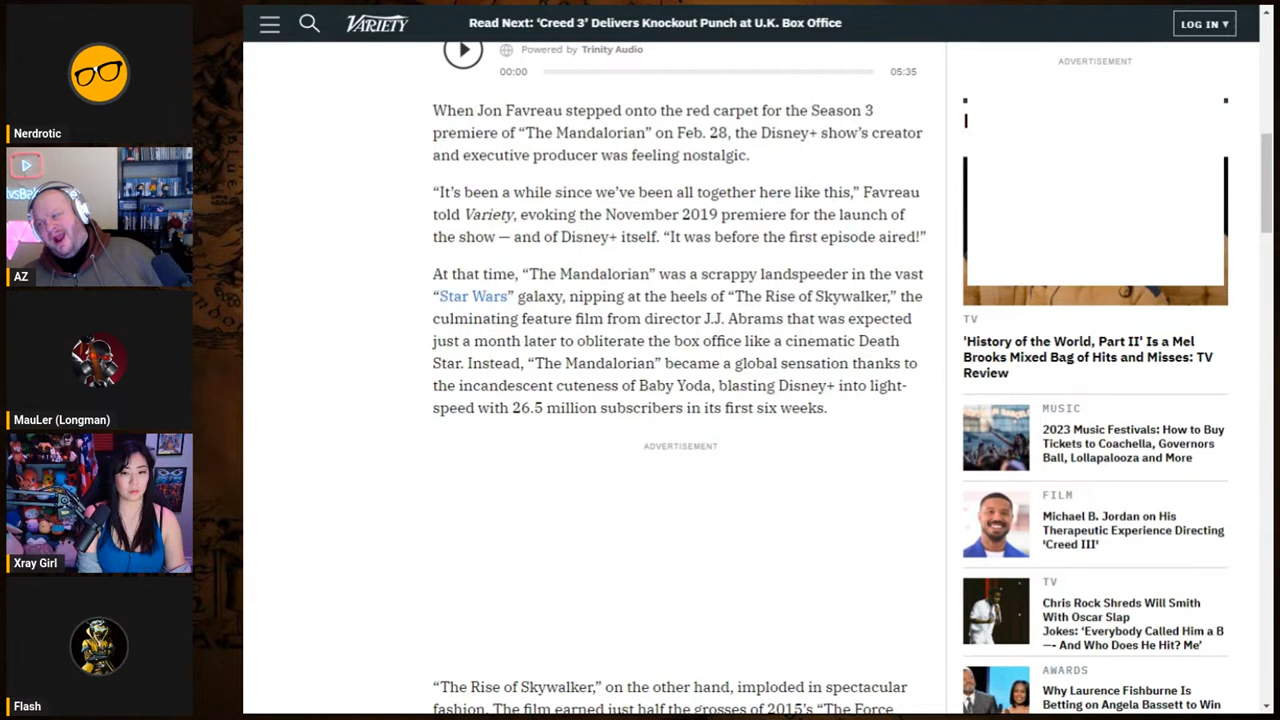 Nerdrotic
AZ
MauLer (Longman)
Xray Girl
Flash
VARIETY
Read Next: ‘Creed 3’ Delivers Knockout Punch at U.K. Box Office
LOG IN ▾
Powered by Trinity Audio
00:00
05:35
When Jon Favreau stepped onto the red carpet for the Season 3
premiere of “The Mandalorian” on Feb. 28, the Disney+ show’s creator
and executive producer was feeling nostalgic.
“It’s been a while since we’ve been all together here like this,” Favreau
told Variety, evoking the November 2019 premiere for the launch of
the show — and of Disney+ itself. “It was before the first episode aired!”
At that time, “The Mandalorian” was a scrappy landspeeder in the vast
“Star Wars” galaxy, nipping at the heels of “The Rise of Skywalker,” the
culminating feature film from director J.J. Abrams that was expected
just a month later to obliterate the box office like a cinematic Death
Star. Instead, “The Mandalorian” became a global sensation thanks to
the incandescent cuteness of Baby Yoda, blasting Disney+ into light-
speed with 26.5 million subscribers in its first six weeks.
ADVERTISEMENT
“The Rise of Skywalker,” on the other hand, imploded in spectacular
fashion. The film earned just half the grosses of 2015’s “The Force
ADVERTISEMENT
TV
'History of the World, Part II' Is a Mel
Brooks Mixed Bag of Hits and Misses: TV
Review
MUSIC
2023 Music Festivals: How to Buy
Tickets to Coachella, Governors
Ball, Lollapalooza and More
FILM
Michael B. Jordan on His
Therapeutic Experience Directing
‘Creed III’
TV
Chris Rock Shreds Will Smith
With Oscar Slap
Jokes: ‘Everybody Called Him a B
—- And Who Does He Hit? Me’
AWARDS
Why Laurence Fishburne Is
Betting on Angela Bassett to Win